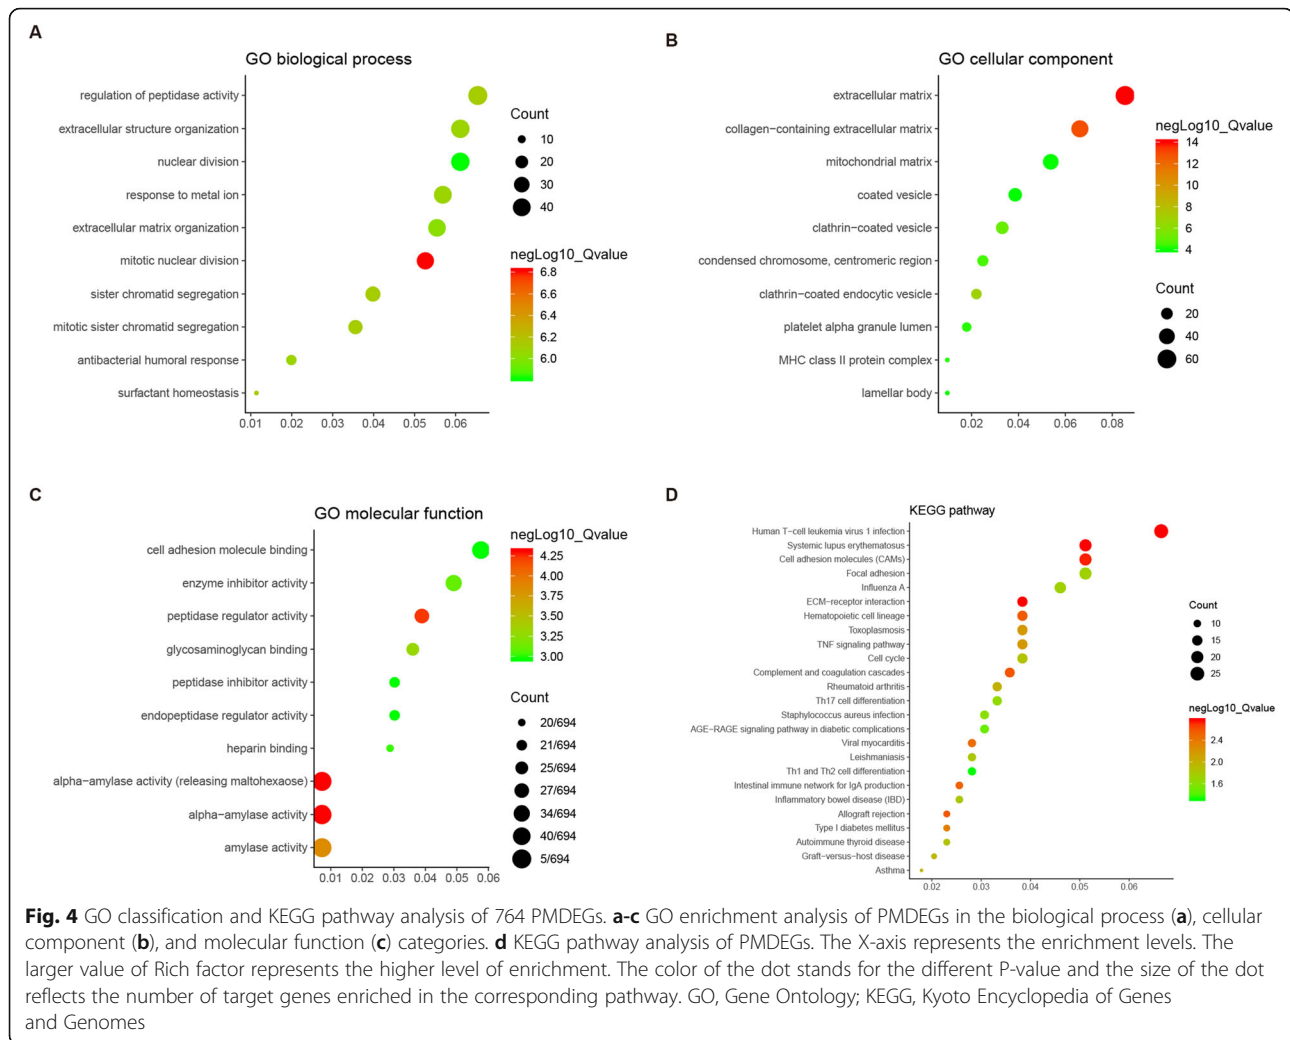 A
GO biological process
regulation of peptidase activity
extracellular structure organization
nuclear division
response to metal ion
extracellular matrix organization
mitotic nuclear division
sister chromatid segregation
mitotic sister chromatid segregation
antibacterial humoral response
surfactant homeostasis
0.01 0.02 0.03 0.04 0.05 0.06
Count
10
20
30
40
negLog10_Qvalue
6.8
6.6
6.4
6.2
6.0
B
GO cellular component
extracellular matrix
collagen-containing extracellular matrix
mitochondrial matrix
coated vesicle
clathrin-coated vesicle
condensed chromosome, centromeric region
clathrin-coated endocytic vesicle
platelet alpha granule lumen
MHC class II protein complex
lamellar body
0.02 0.04 0.06 0.08
negLog10_Qvalue
14
12
10
8
6
4
Count
20
40
60
C
GO molecular function
cell adhesion molecule binding
enzyme inhibitor activity
peptidase regulator activity
glycosaminoglycan binding
peptidase inhibitor activity
endopeptidase regulator activity
heparin binding
alpha-amylase activity (releasing maltohexaose)
alpha-amylase activity
amylase activity
0.01 0.02 0.03 0.04 0.05 0.06
negLog10_Qvalue
4.25
4.00
3.75
3.50
3.25
3.00
Count
20/694
21/694
25/694
27/694
34/694
40/694
5/694
D
KEGG pathway
Human T-cell leukemia virus 1 infection
Systemic lupus erythematosus
Cell adhesion molecules (CAMs)
Focal adhesion
Influenza A
ECM-receptor interaction
Hematopoietic cell lineage
Toxoplasmosis
TNF signaling pathway
Cell cycle
Complement and coagulation cascades
Rheumatoid arthritis
Th17 cell differentiation
Staphylococcus aureus infection
AGE-RAGE signaling pathway in diabetic complications
Viral myocarditis
Leishmaniasis
Th1 and Th2 cell differentiation
Intestinal immune network for IgA production
Inflammatory bowel disease (IBD)
Allograft rejection
Type I diabetes mellitus
Autoimmune thyroid disease
Graft-versus-host disease
Asthma
0.02 0.03 0.04 0.05 0.06
Count
10
15
20
25
negLog10_Qvalue
2.4
2.0
1.6
Fig. 4 GO classification and KEGG pathway analysis of 764 PMDEGs. a-c GO enrichment analysis of PMDEGs in the biological process (a), cellular
component (b), and molecular function (c) categories. d KEGG pathway analysis of PMDEGs. The X-axis represents the enrichment levels. The
larger value of Rich factor represents the higher level of enrichment. The color of the dot stands for the different P-value and the size of the dot
reflects the number of target genes enriched in the corresponding pathway. GO, Gene Ontology; KEGG, Kyoto Encyclopedia of Genes
and Genomes